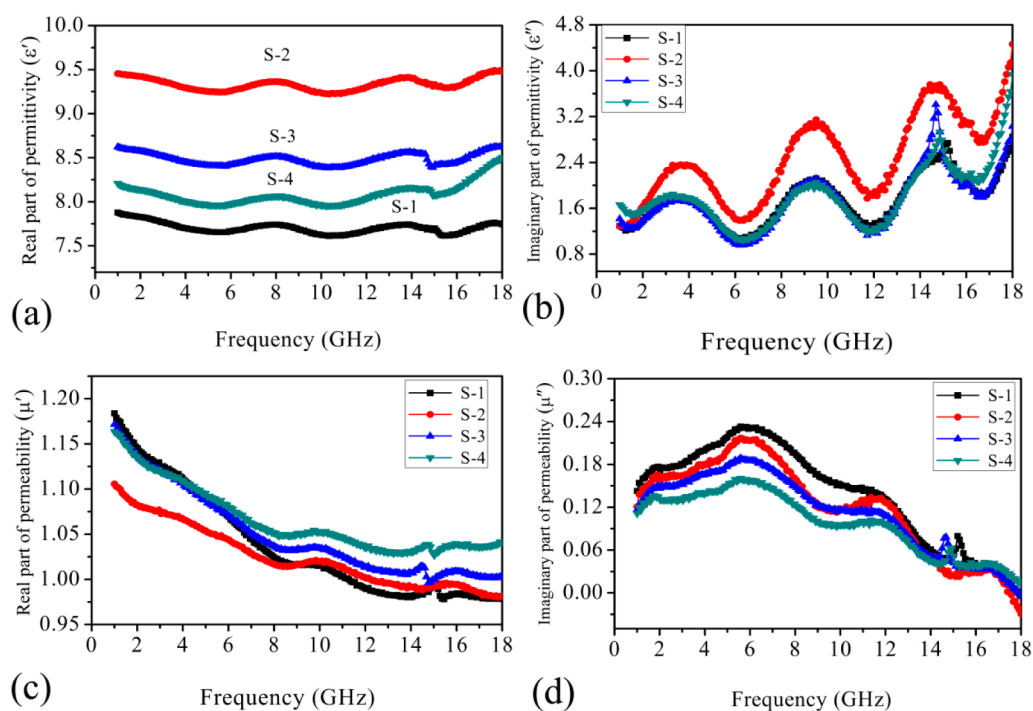 10.0
9.5
9.0
8.5
8.0
7.5
Real part of permittivity (ε′)
S-2
S-3
S-4
S-1
0 2 4 6 8 10 12 14 16 18
Frequency (GHz)
(a)
4.8
4.0
3.2
2.4
1.6
0.8
Imaginary part of permittivity (ε″)
S-1
S-2
S-3
S-4
0 2 4 6 8 10 12 14 16 18
Frequency (GHz)
(b)
1.20
1.15
1.10
1.05
1.00
0.95
Real part of permeability (μ′)
S-1
S-2
S-3
S-4
0 2 4 6 8 10 12 14 16 18
Frequency (GHz)
(c)
0.30
0.24
0.18
0.12
0.06
0.00
Imaginary part of permeability (μ″)
S-1
S-2
S-3
S-4
0 2 4 6 8 10 12 14 16 18
Frequency (GHz)
(d)